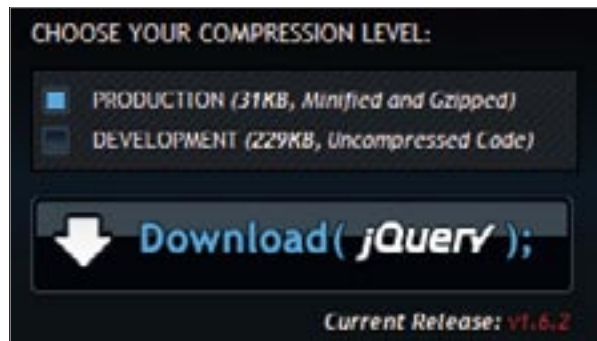 CHOOSE YOUR COMPRESSION LEVEL:
PRODUCTION (31KB, Minified and Gzipped)
DEVELOPMENT (229KB, Uncompressed Code)
Download( jQuery );
Current Release: v1.6.2